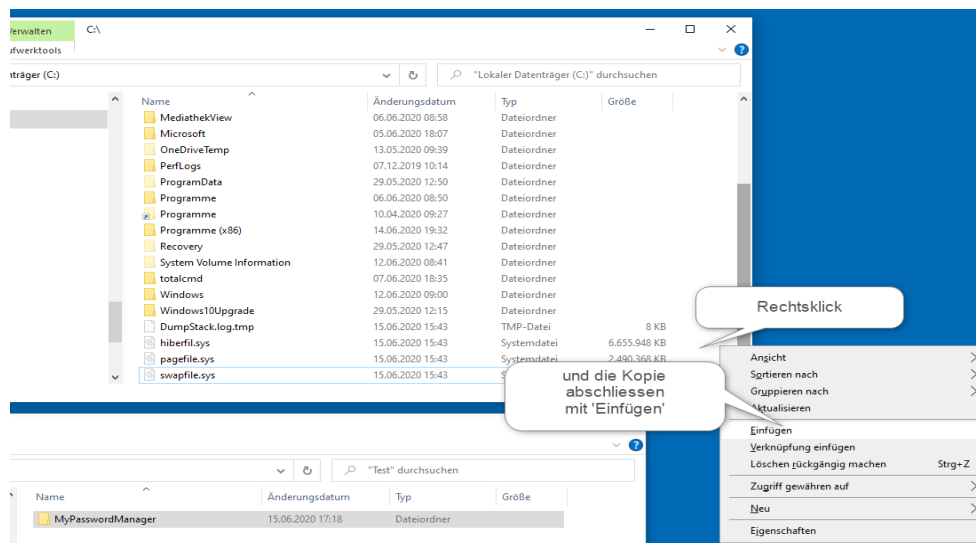 Verwalten C:\
ufwerktools
nträger (C:) "Lokaler Datenträger (C:)" durchsuchen
Name Änderungsdatum Typ Größe
MediathekView 06.06.2020 08:58 Dateiordner
Microsoft 05.06.2020 18:07 Dateiordner
OneDriveTemp 13.05.2020 09:39 Dateiordner
PerfLogs 07.12.2019 10:14 Dateiordner
ProgramData 29.05.2020 12:50 Dateiordner
Programme 06.06.2020 08:50 Dateiordner
Programme 10.04.2020 09:27 Dateiordner
Programme (x86) 14.06.2020 19:32 Dateiordner
Recovery 29.05.2020 12:47 Dateiordner
System Volume Information 12.06.2020 08:41 Dateiordner
totalcmd 07.06.2020 18:35 Dateiordner
Windows 12.06.2020 09:00 Dateiordner
Windows10Upgrade 29.05.2020 12:15 Dateiordner
DumpStack.log.tmp 15.06.2020 15:43 TMP-Datei 8 KB
hiberfil.sys 15.06.2020 15:43 Systemdatei 6.655.948 KB
pagefile.sys 15.06.2020 15:43 Systemdatei 2.490.368 KB
swapfile.sys 15.06.2020 15:43
Rechtsklick
und die Kopie
abschliessen
mit 'Einfügen'
Ansicht
Sortieren nach
Gruppieren nach
Aktualisieren
Einfügen
Verknüpfung einfügen
Löschen rückgängig machen Strg+Z
Zugriff gewähren auf
Neu
Eigenschaften
"Test" durchsuchen
Name Änderungsdatum Typ Größe
MyPasswordManager 15.06.2020 17:18 Dateiordner